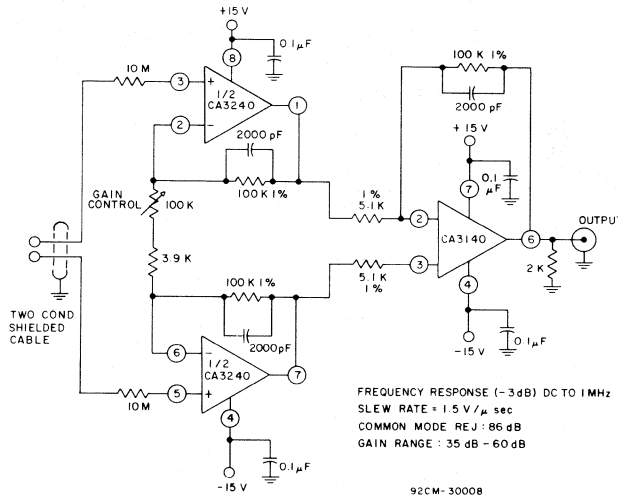 +15 V
0.1 µF
8
10 M
3
+
1/2
CA3240
1
2
−
2000 pF
100 K 1%
GAIN
CONTROL
100 K
3.9 K
TWO COND
SHIELDED
CABLE
100 K 1%
2000 pF
6
−
1/2
CA3240
7
5
+
10 M
4
0.1 µF
−15 V
100 K 1%
2000 pF
+15 V
0.1
µF
7
1%
5.1 K
2
CA3140
6
OUTPUT
3
5.1 K
1%
2 K
4
0.1 µF
−15 V
FREQUENCY RESPONSE (−3 dB) DC TO 1 MHz
SLEW RATE = 1.5 V/µ sec
COMMON MODE REJ : 86 dB
GAIN RANGE : 35 dB – 60 dB
92CM-30008